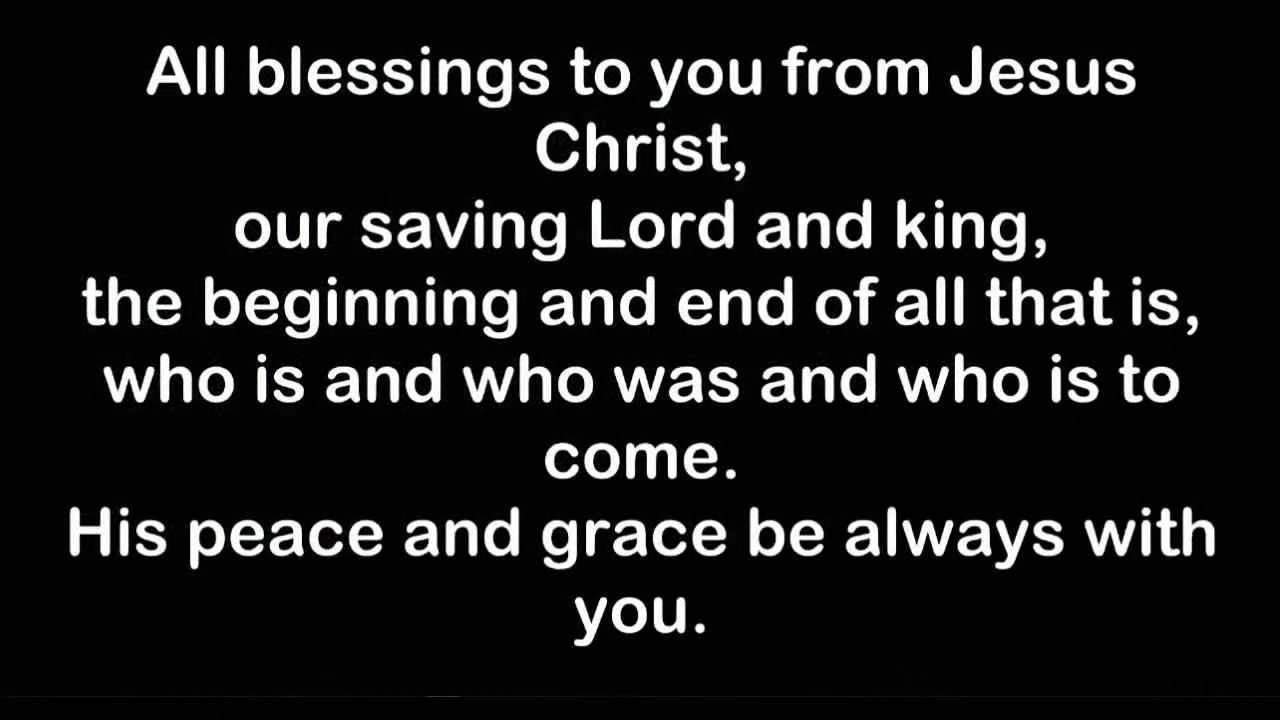 All blessings to you from Jesus
Christ,
our saving Lord and king,
the beginning and end of all that is,
who is and who was and who is to
come.
His peace and grace be always with
you.